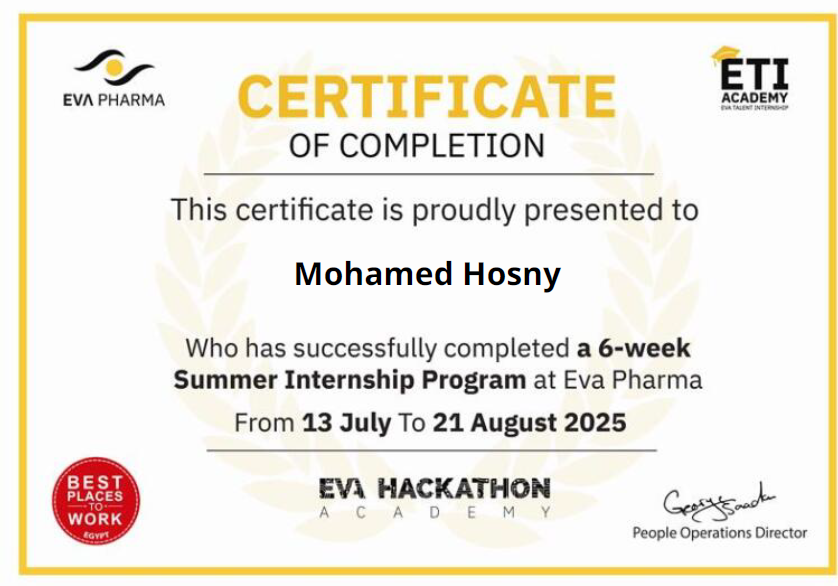 EVA PHARMA
ETI
ACADEMY
EVA TALENT INTERNSHIP
CERTIFICATE
OF COMPLETION
This certificate is proudly presented to
Mohamed Hosny
Who has successfully completed a 6-week
Summer Internship Program at Eva Pharma
From 13 July To 21 August 2025
BEST
PLACES
TO
WORK
EGYPT
EVA HACKATHON
ACADEMY
People Operations Director